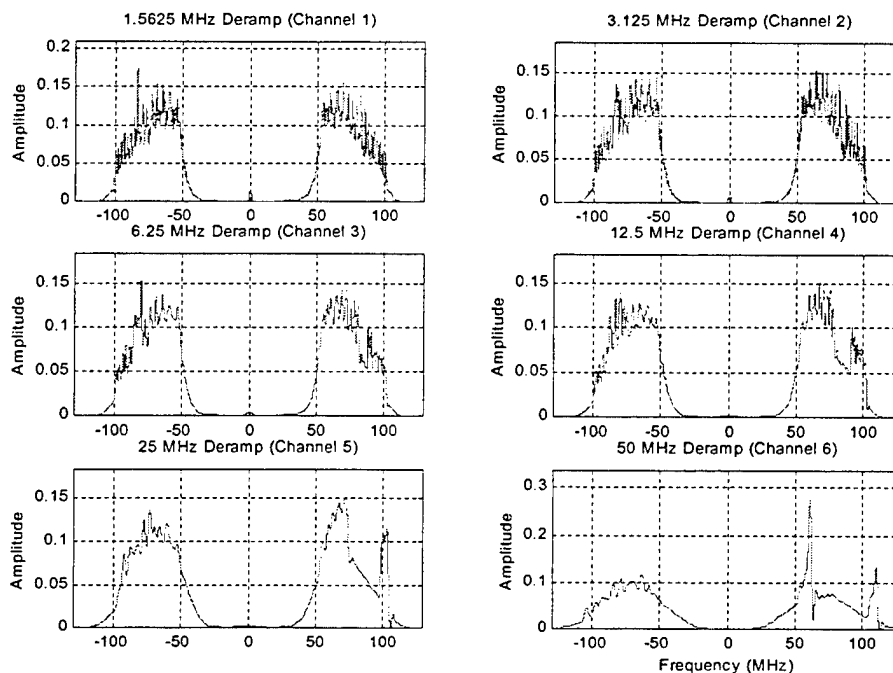 1.5625 MHz Deramp (Channel 1)
3.125 MHz Deramp (Channel 2)
0.2
0.15
0.1
0.05
0
Amplitude
-100 -50 0 50 100
0.15
0.1
0.05
0
Amplitude
-100 -50 0 50 100
6.25 MHz Deramp (Channel 3)
12.5 MHz Deramp (Channel 4)
0.15
0.1
0.05
0
Amplitude
-100 -50 0 50 100
0.15
0.1
0.05
0
Amplitude
-100 -50 0 50 100
25 MHz Deramp (Channel 5)
50 MHz Deramp (Channel 6)
0.15
0.1
0.05
0
Amplitude
-100 -50 0 50 100
0.3
0.2
0.1
0
Amplitude
-100 -50 0 50 100
Frequency (MHz)